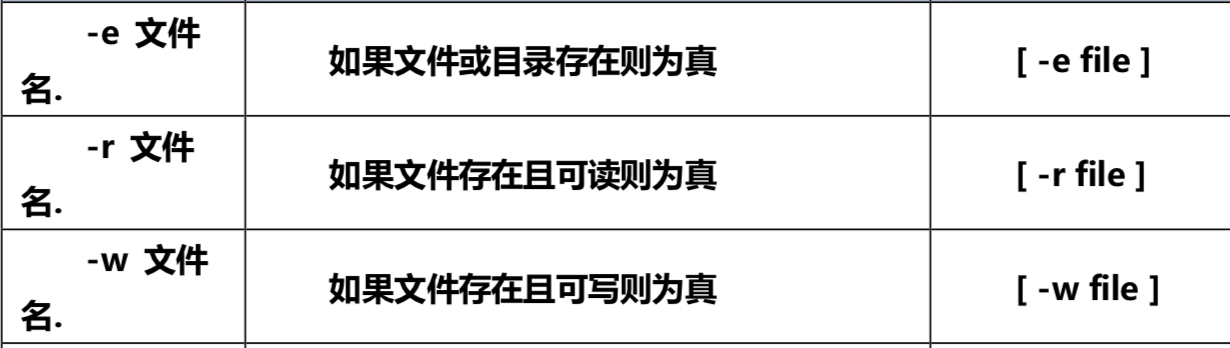 -e 文件
名.
如果文件或目录存在则为真
[ -e file ]
-r 文件
名.
如果文件存在且可读则为真
[ -r file ]
-w 文件
名.
如果文件存在且可写则为真
[ -w file ]